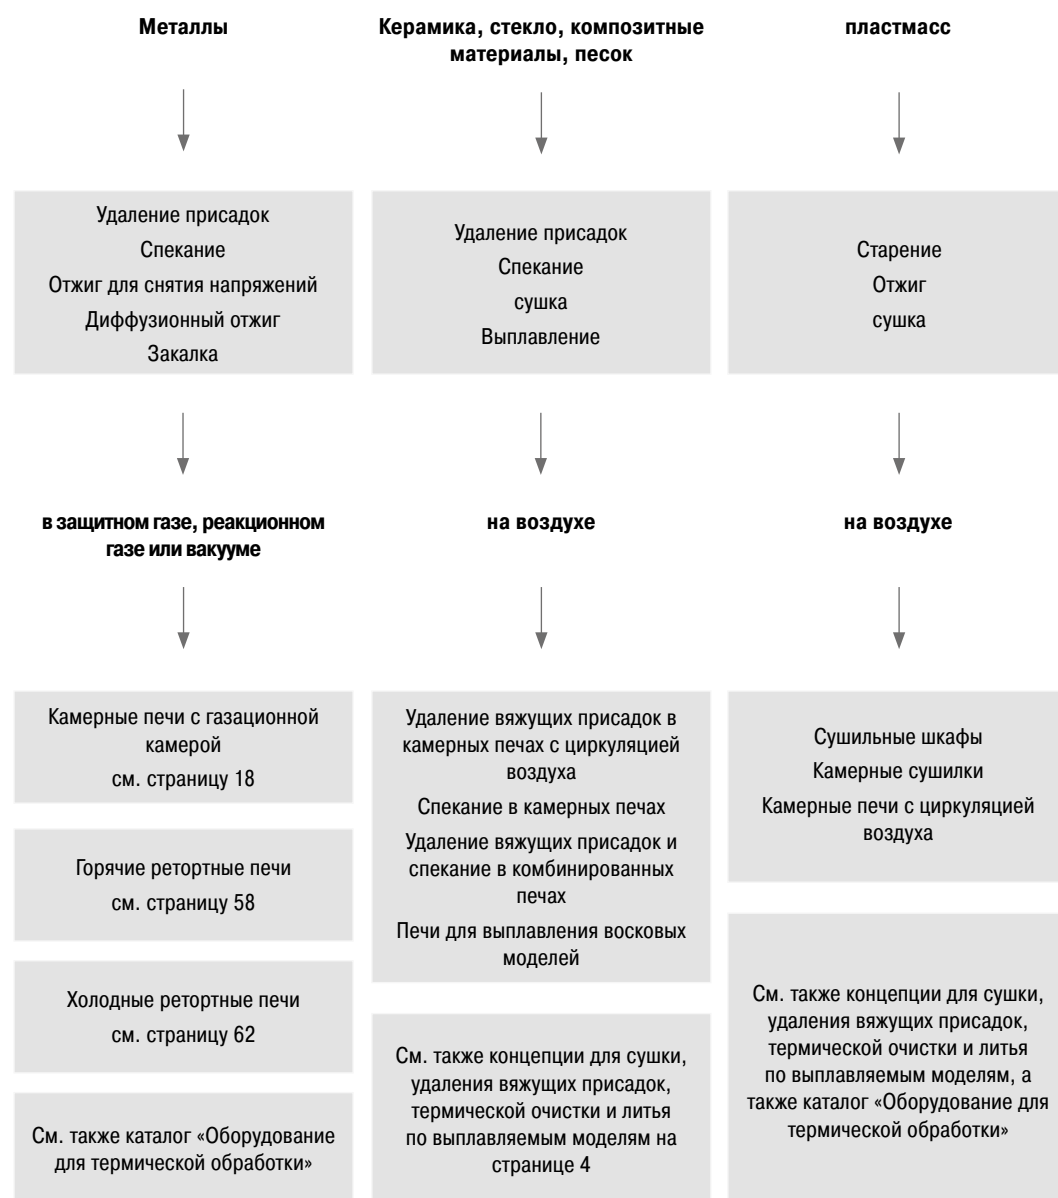 Металлы
Керамика, стекло, композитные
материалы, песок
пластмасс
Удаление присадок
Спекание
Отжиг для снятия напряжений
Диффузионный отжиг
Закалка
Удаление присадок
Спекание
сушка
Выплавление
Старение
Отжиг
сушка
в защитном газе, реакционном
газе или вакууме
на воздухе
на воздухе
Камерные печи с газационной
камерой
см. страницу 18
Горячие ретортные печи
см. страницу 58
Холодные ретортные печи
см. страницу 62
См. также каталог «Оборудование
для термической обработки»
Удаление вяжущих присадок в
камерных печах с циркуляцией
воздуха
Спекание в камерных печах
Удаление вяжущих присадок и
спекание в комбинированных
печах
Печи для выплавления восковых
моделей
См. также концепции для сушки,
удаления вяжущих присадок,
термической очистки и литья
по выплавляемым моделям на
странице 4
Сушильные шкафы
Камерные сушилки
Камерные печи с циркуляцией
воздуха
См. также концепции для сушки,
удаления вяжущих присадок,
термической очистки и литья
по выплавляемым моделям, а
также каталог «Оборудование для
термической обработки»